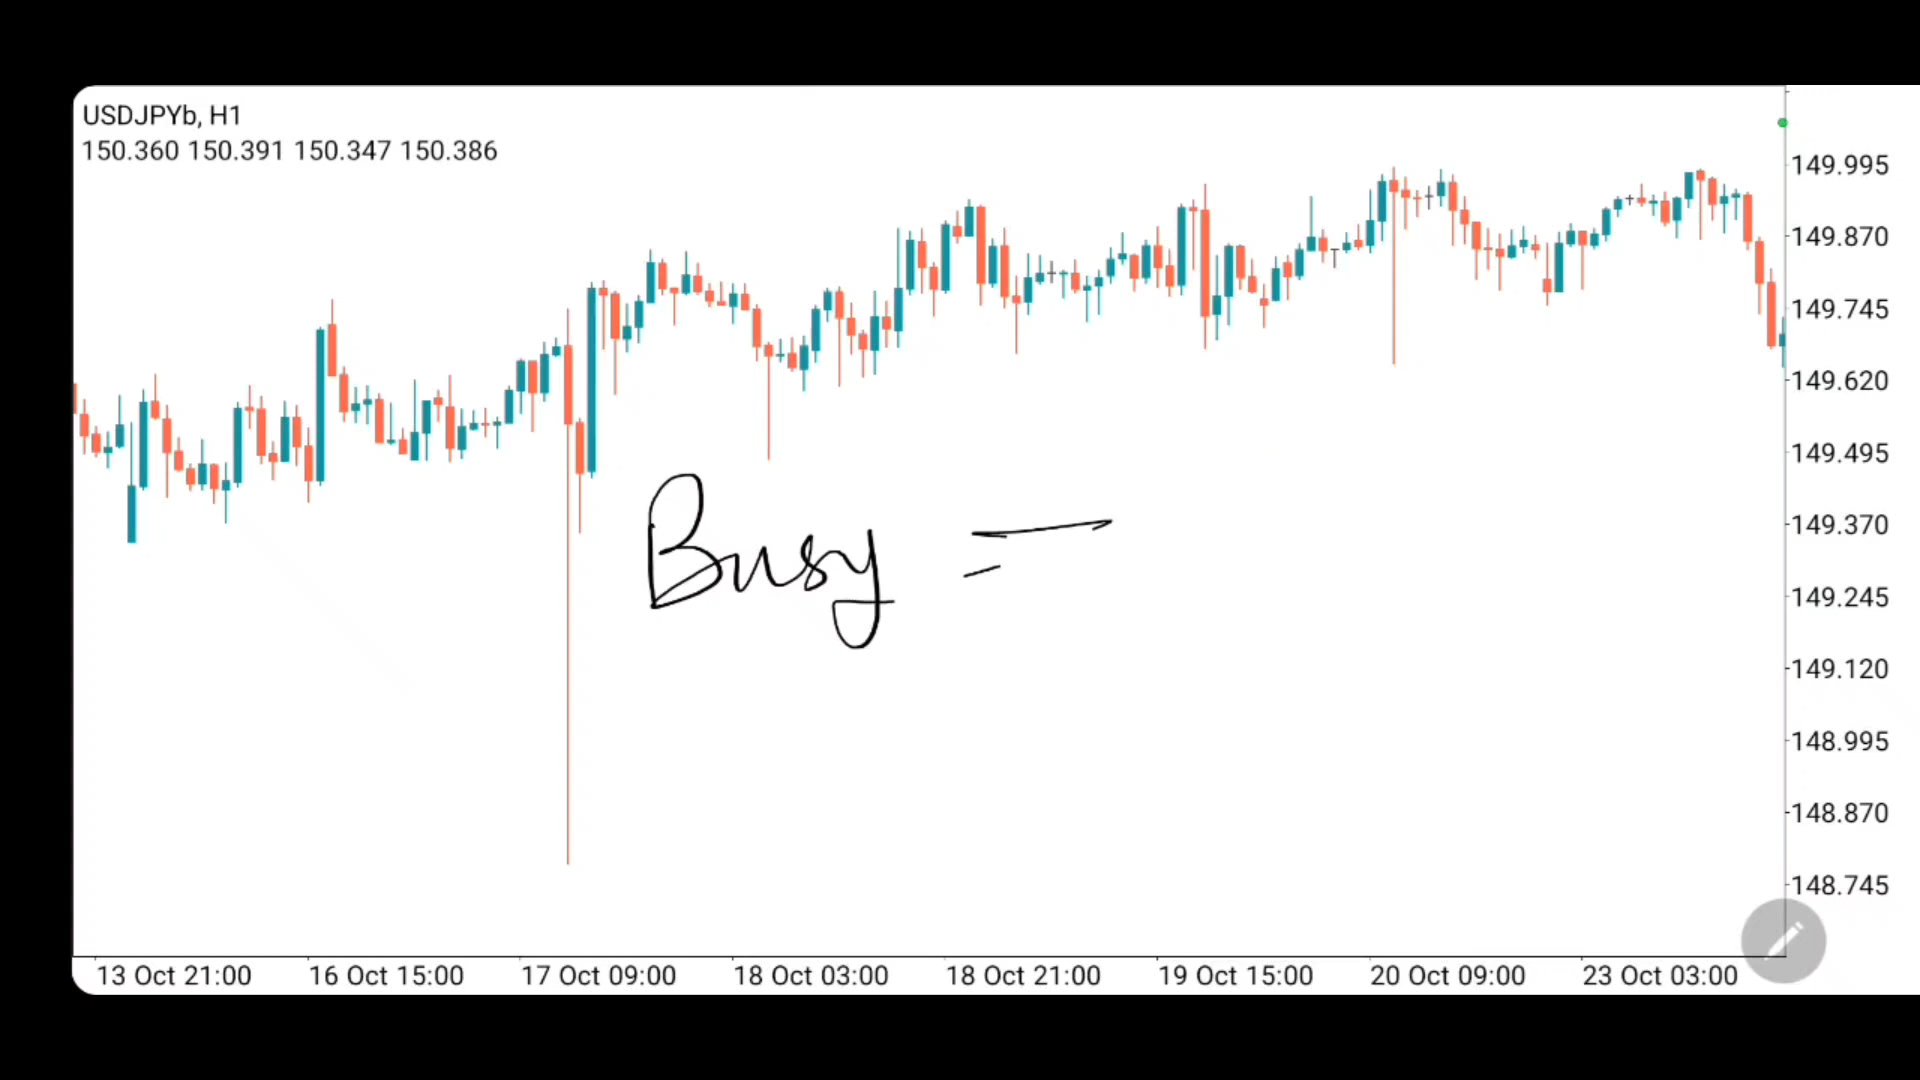 USDJPYb, H1
150.360 150.391 150.347 150.386
149.995
149.870
149.745
149.620
149.495
Busy =
149.370
149.245
149.120
148.995
148.870
148.745
13 Oct 21:00 16 Oct 15:00 17 Oct 09:00 18 Oct 03:00 18 Oct 21:00 19 Oct 15:00 20 Oct 09:00 23 Oct 03:00